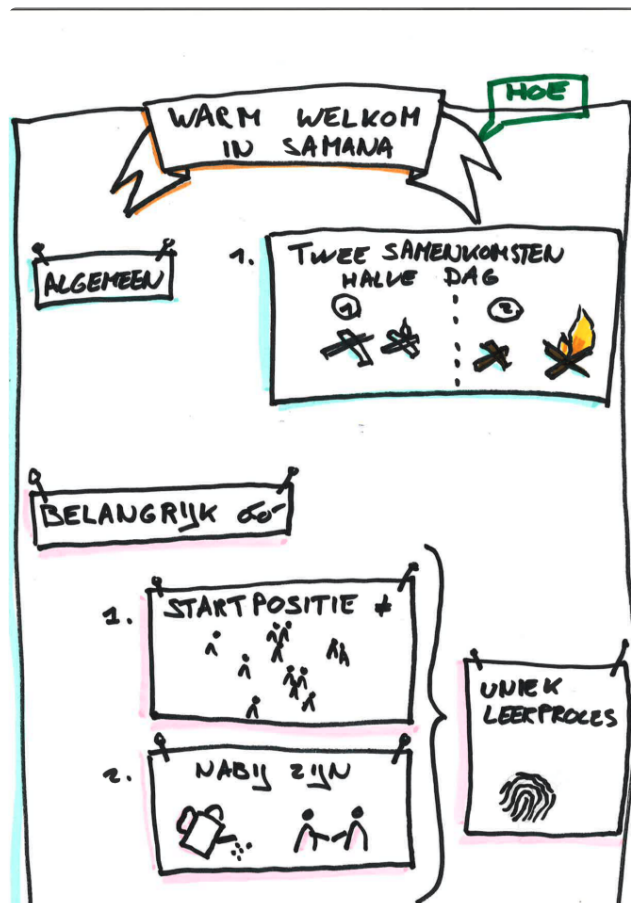 HOE
WARM WELKOM
IN SAMANA
ALGEMEEN
1. TWEE SAMENKOMSTEN
HALVE DAG
1 2
BELANGRIJK
1. STARTPOSITIE ≠
2. NABIJ ZIJN
UNIEK
LEERPROCES